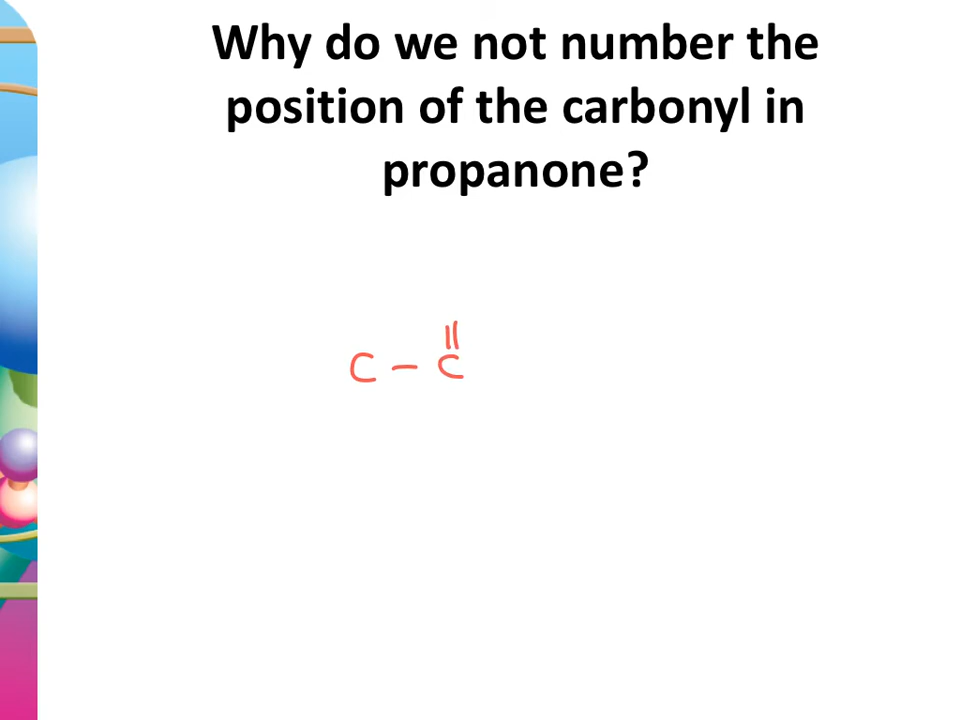 Why do we not number the
position of the carbonyl in
propanone?
||
C - C